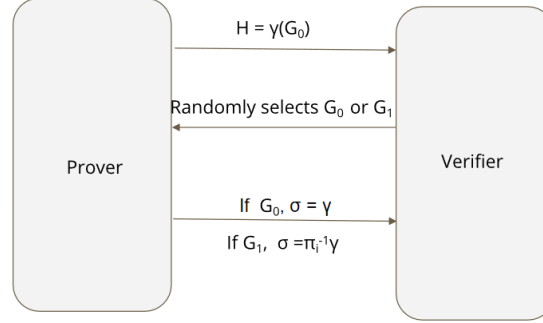 H = γ(G₀)
Randomly selects G₀ or G₁
Prover
Verifier
If G₀, σ = γ
If G₁, σ =πᵢ⁻¹γ